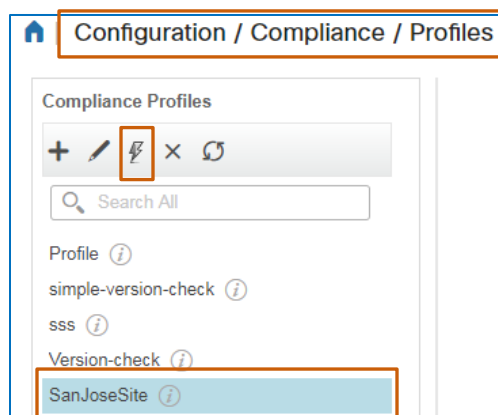 Configuration / Compliance / Profiles
Compliance Profiles
Search All
Profile
simple-version-check
sss
Version-check
SanJoseSite